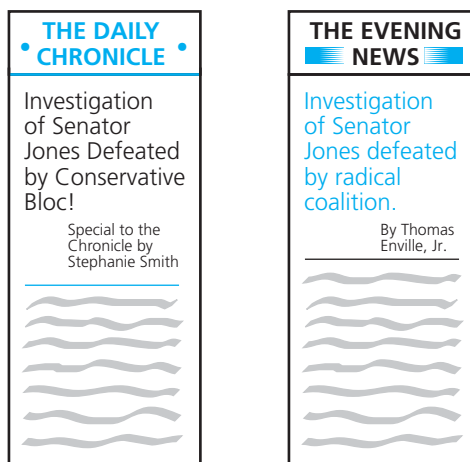 THE DAILY
CHRONICLE
Investigation
of Senator
Jones Defeated
by Conservative
Bloc!
Special to the
Chronicle by
Stephanie Smith
THE EVENING
NEWS
Investigation
of Senator
Jones defeated
by radical
coalition.
By Thomas
Enville, Jr.